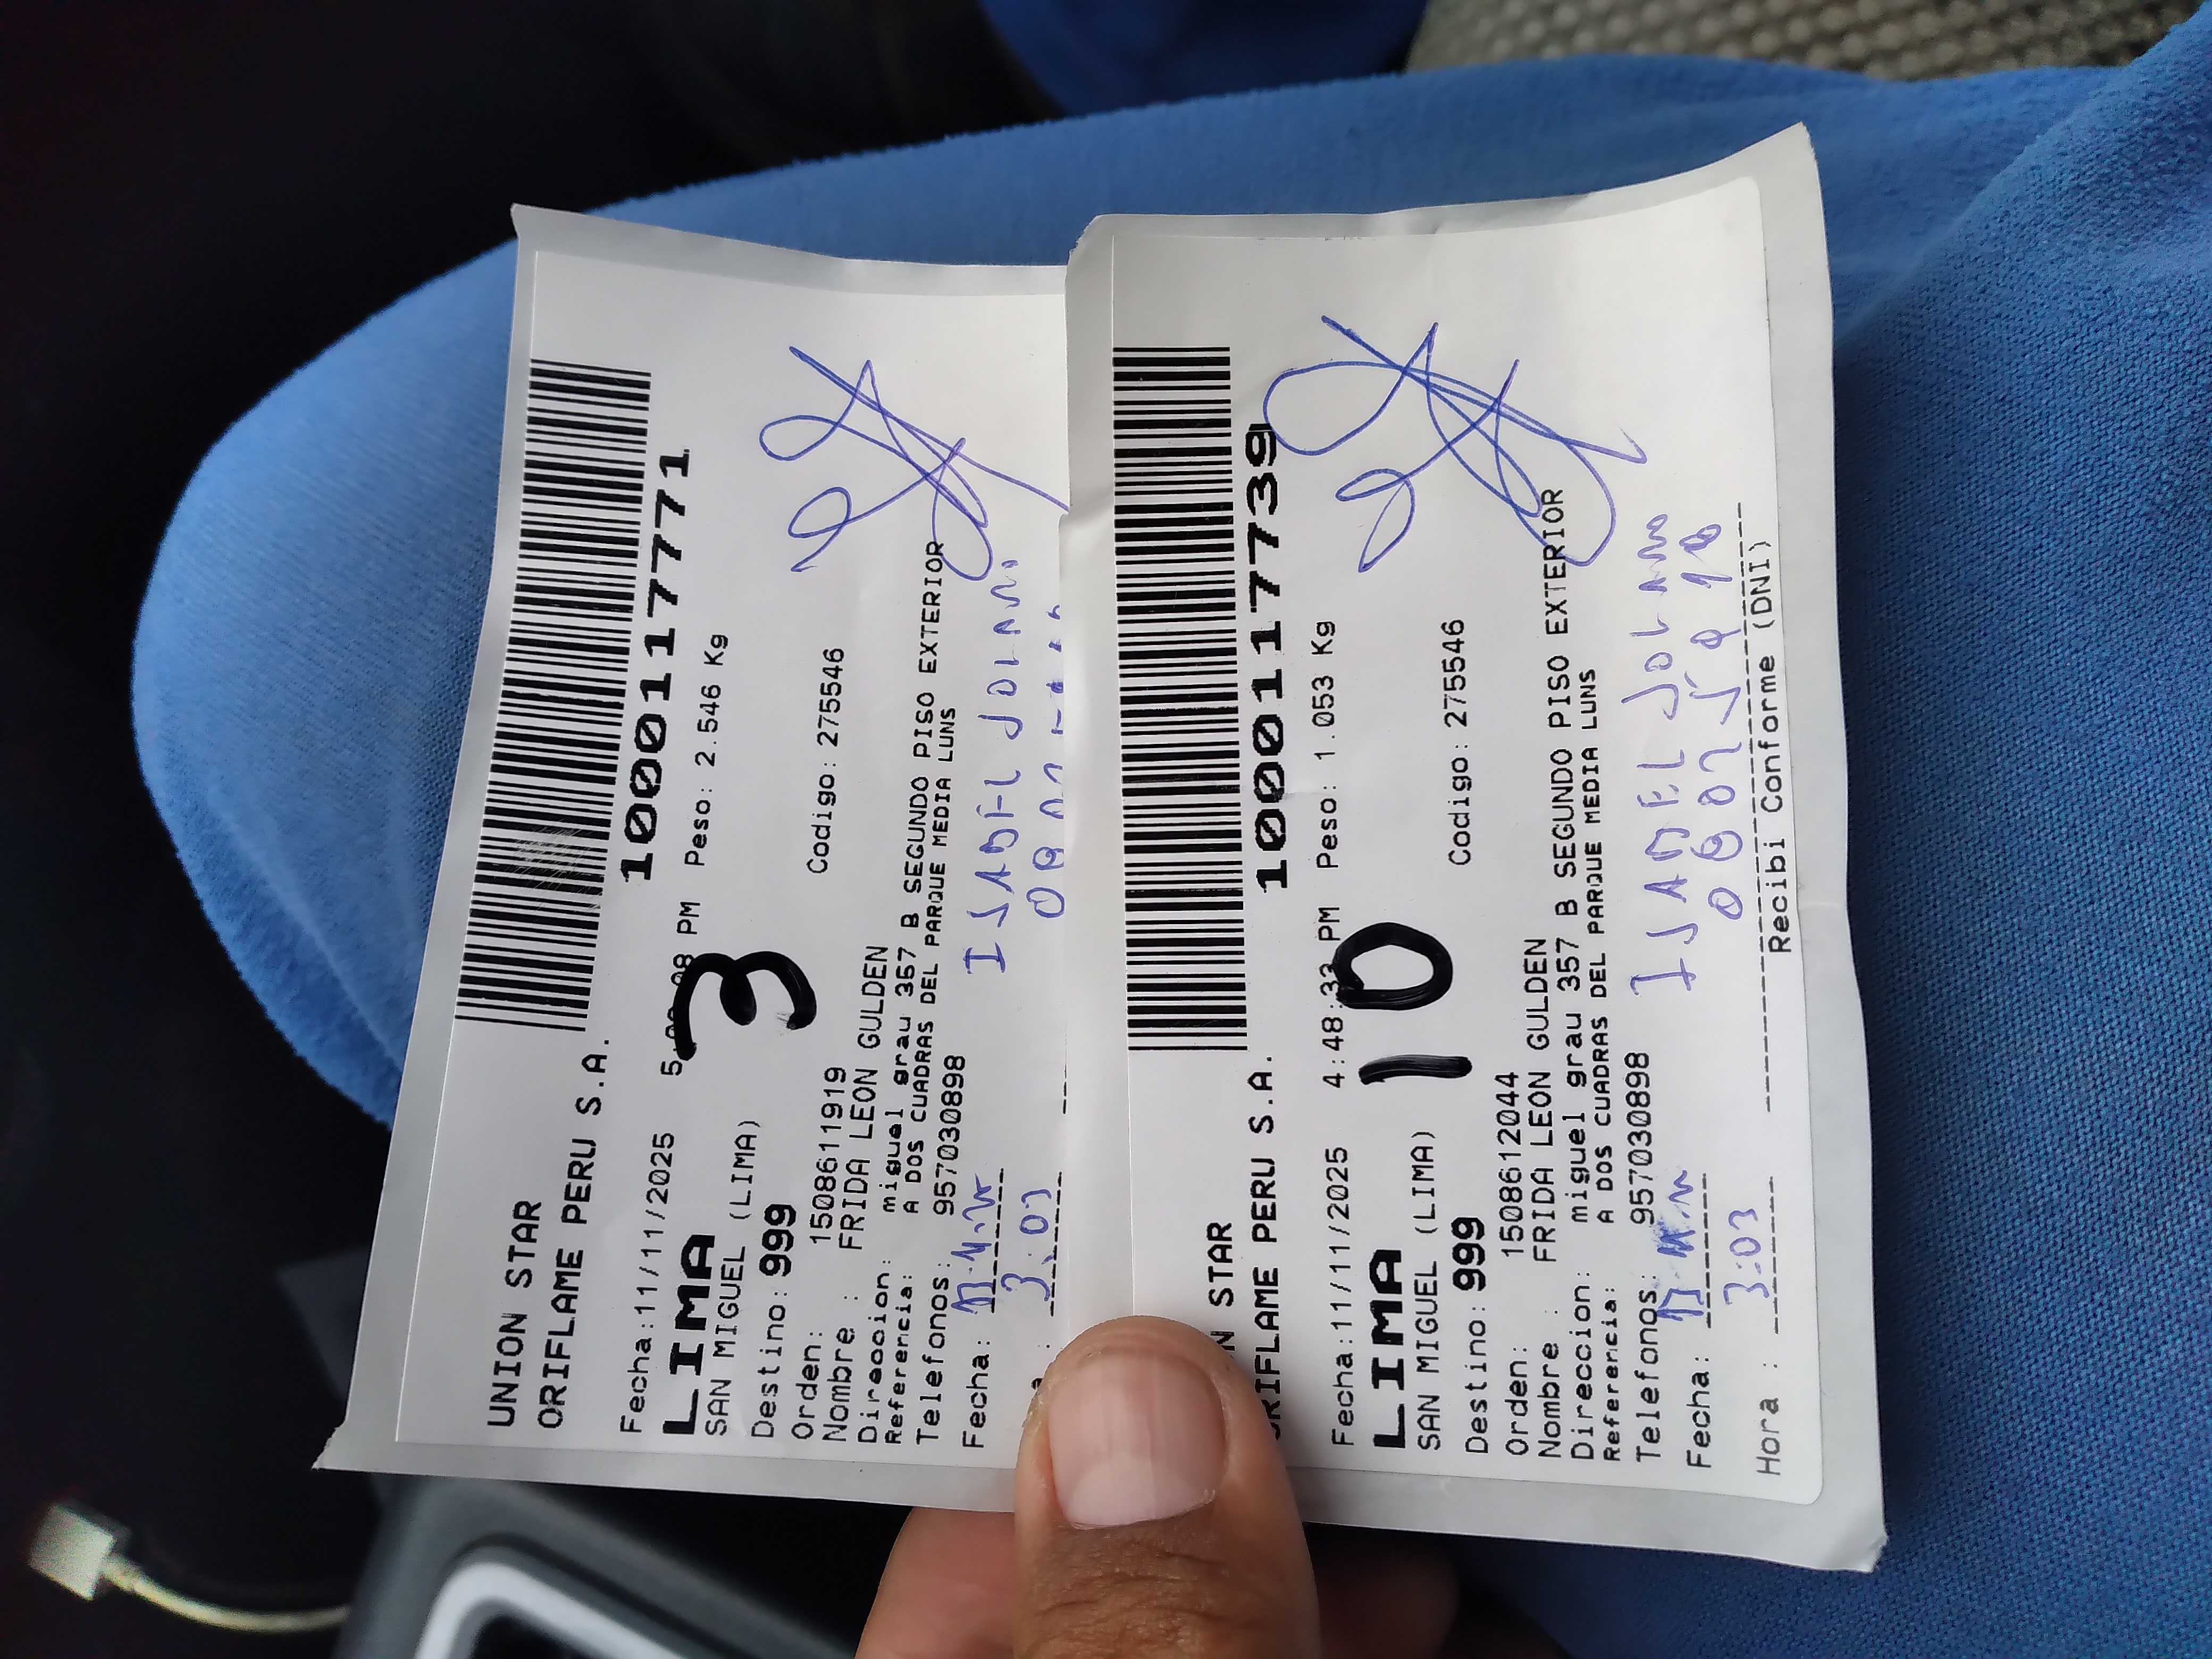 UNION STAR
ORIFLAME PERU S.A.
1000117771
Fecha:11/11/2025 PM Peso: 2.546 Kg
LIMA
3
SAN MIGUEL (LIMA)
Destino: 999 Codigo: 275546
Orden: 1508611919
Nombre : FRIDA LEON GULDEN
Direccion: miguel grau 357 B SEGUNDO PISO EXTERIOR
Referencia: A DOS CUADRAS DEL PARQUE MEDIA LUNS
Telefonos: 957030898
Fecha: ISABEL
3:03
STAR
ORIFLAME PERU S.A.
1000117739
Fecha:11/11/2025 4:48:33 PM Peso: 1.053 Kg
LIMA
10
SAN MIGUEL (LIMA)
Destino: 999 Codigo: 275546
Orden: 1508612044
Nombre : FRIDA LEON GULDEN
Direccion: miguel grau 357 B SEGUNDO PISO EXTERIOR
Referencia: A DOS CUADRAS DEL PARQUE MEDIA LUNS
Telefonos: 957030898
Fecha: ISABEL
Hora : 3:03
Recibi Conforme (DNI)